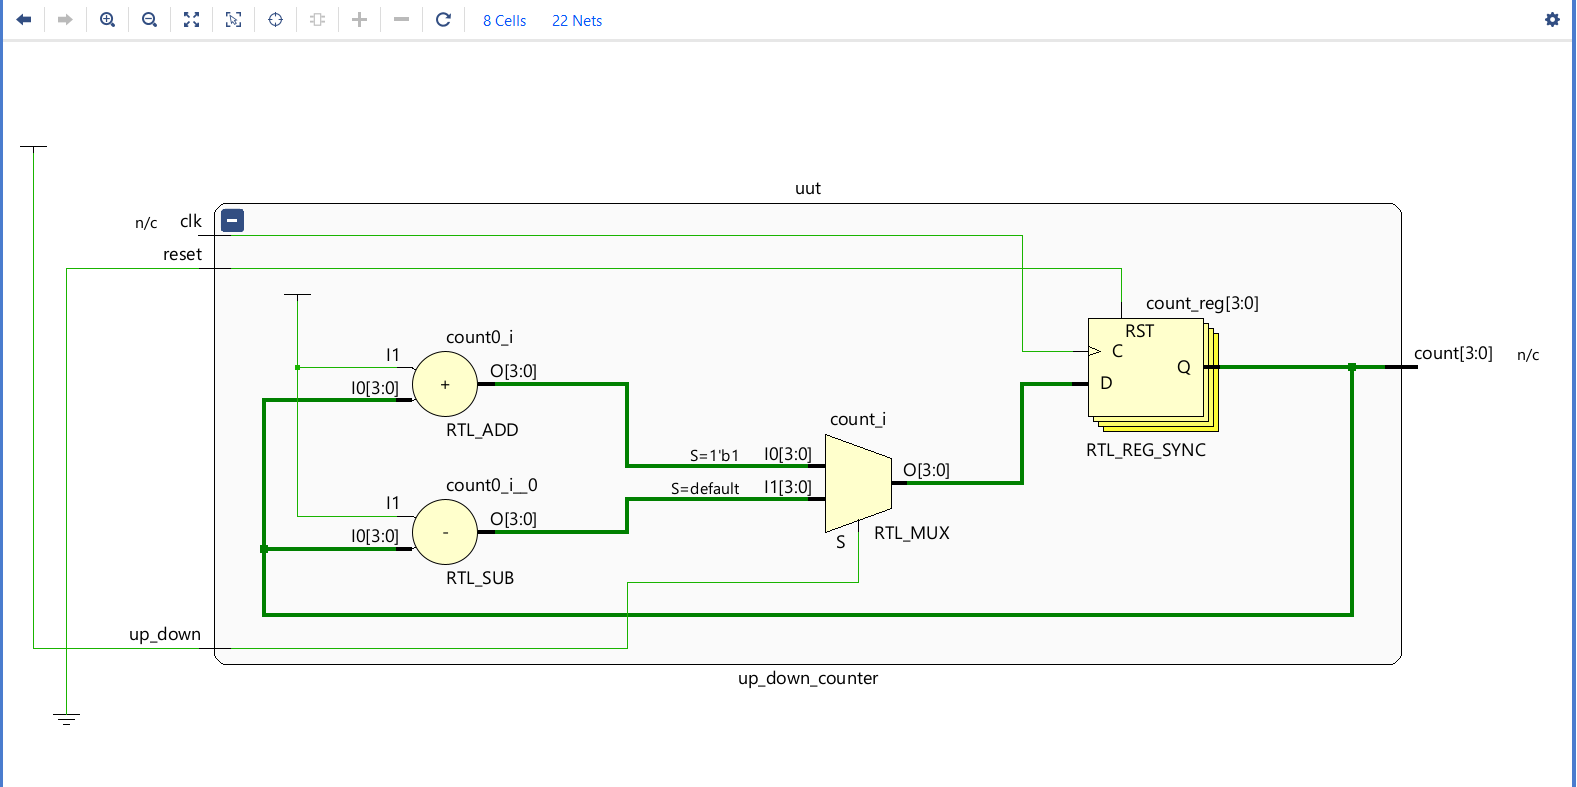 8 Cells 22 Nets
uut
n/c clk
reset
count_reg[3:0]
RST
count0_i
C
count[3:0] n/c
I1
O[3:0]
Q
I0[3:0]
+
D
count_i
RTL_ADD
RTL_REG_SYNC
S=1'b1 I0[3:0]
O[3:0]
count0_i__0
S=default I1[3:0]
I1
O[3:0]
I0[3:0]
-
S
RTL_MUX
RTL_SUB
up_down
up_down_counter